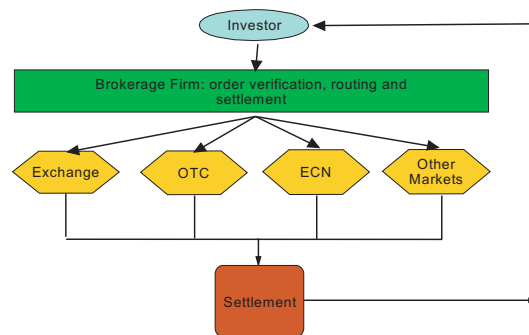 Investor
Brokerage Firm: order verification, routing and
settlement
Exchange
OTC
ECN
Other
Markets
Settlement